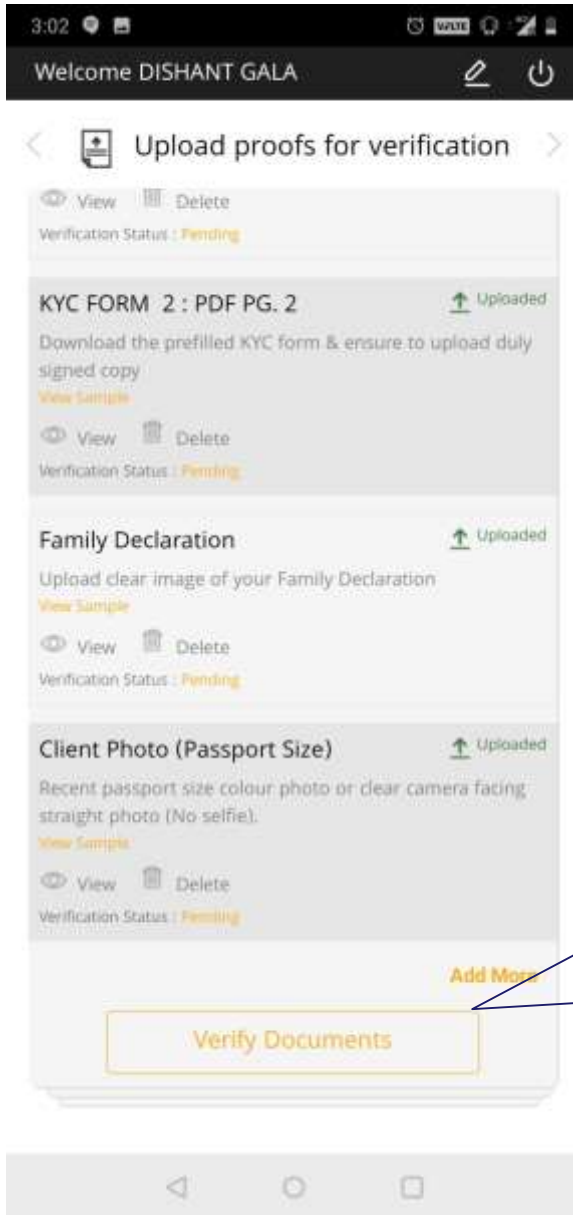 3:02
VoLTE
Welcome DISHANT GALA
Upload proofs for verification
View Delete
Verification Status : Pending
KYC FORM 2 : PDF PG. 2
Uploaded
Download the prefilled KYC form & ensure to upload duly
signed copy
View Sample
View Delete
Verification Status : Pending
Family Declaration
Uploaded
Upload clear image of your Family Declaration
View Sample
View Delete
Verification Status : Pending
Client Photo (Passport Size)
Uploaded
Recent passport size colour photo or clear camera facing
straight photo (No selfie).
View Sample
View Delete
Verification Status : Pending
Add More
Verify Documents